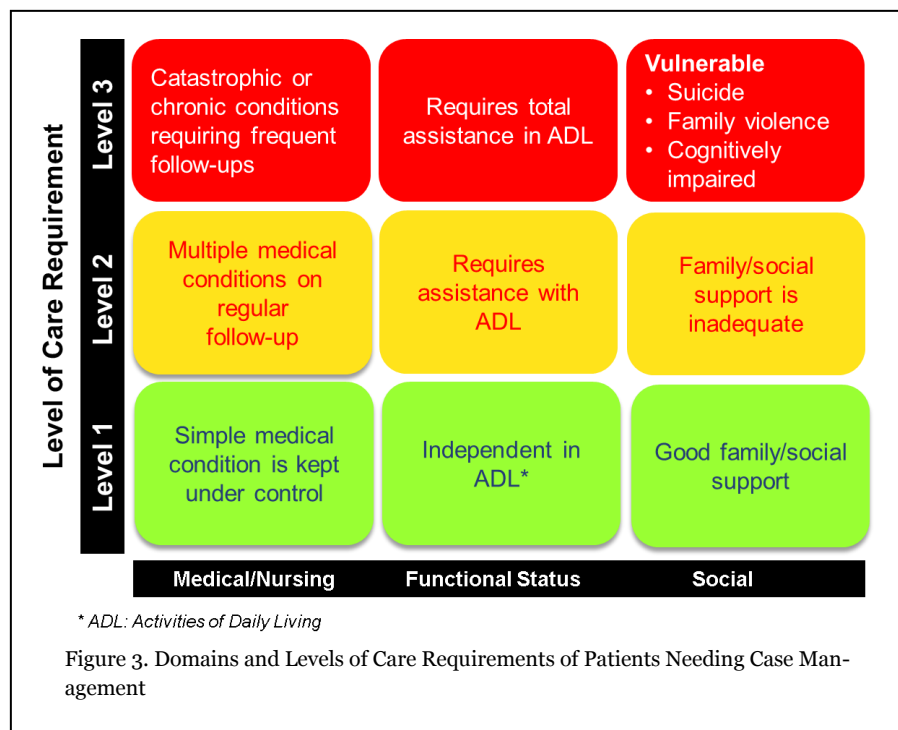 Level of Care Requirement
Level 3
Catastrophic or
chronic conditions
requiring frequent
follow-ups
Requires total
assistance in ADL
Vulnerable
• Suicide
• Family violence
• Cognitively
impaired
Level 2
Multiple medical
conditions on
regular
follow-up
Requires
assistance with
ADL
Family/social
support is
inadequate
Level 1
Simple medical
condition is kept
under control
Independent in
ADL*
Good family/social
support
Medical/Nursing
Functional Status
Social
* ADL: Activities of Daily Living
Figure 3. Domains and Levels of Care Requirements of Patients Needing Case Man-
agement